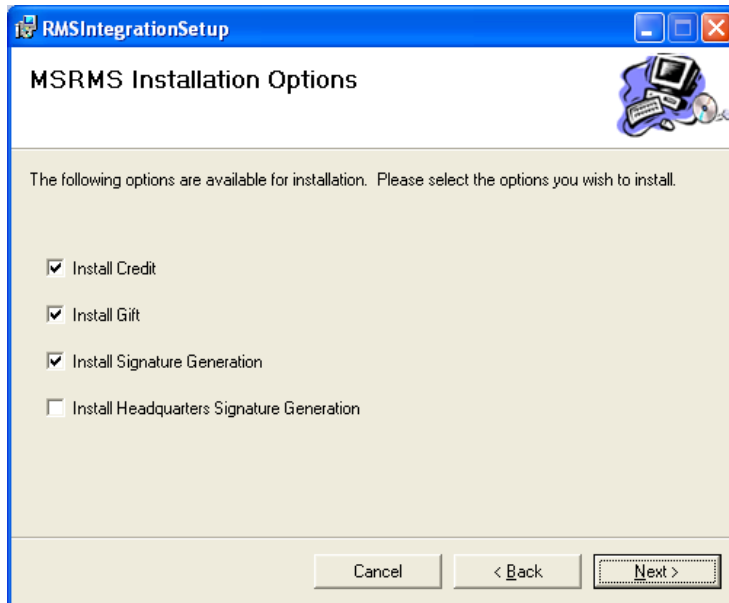 RMSIntegrationSetup
MSRMS Installation Options
The following options are available for installation.  Please select the options you wish to install.
Install Credit
Install Gift
Install Signature Generation
Install Headquarters Signature Generation
Cancel
< Back
Next >